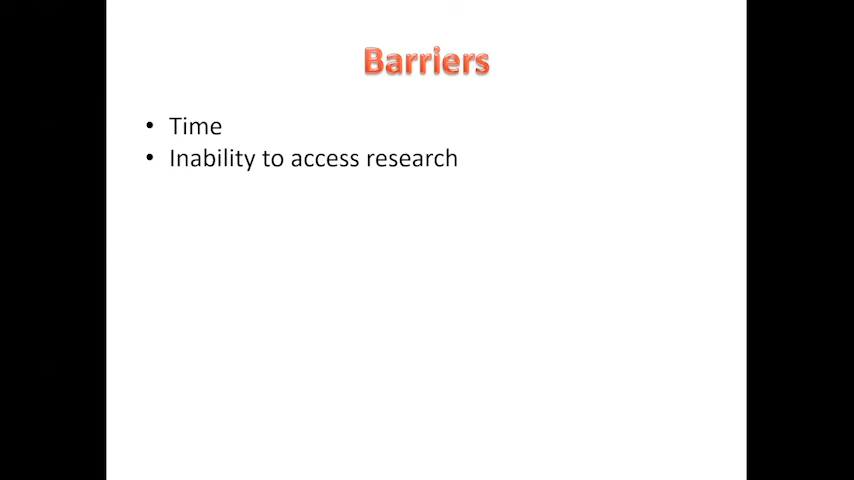 Barriers
• Time
• Inability to access research